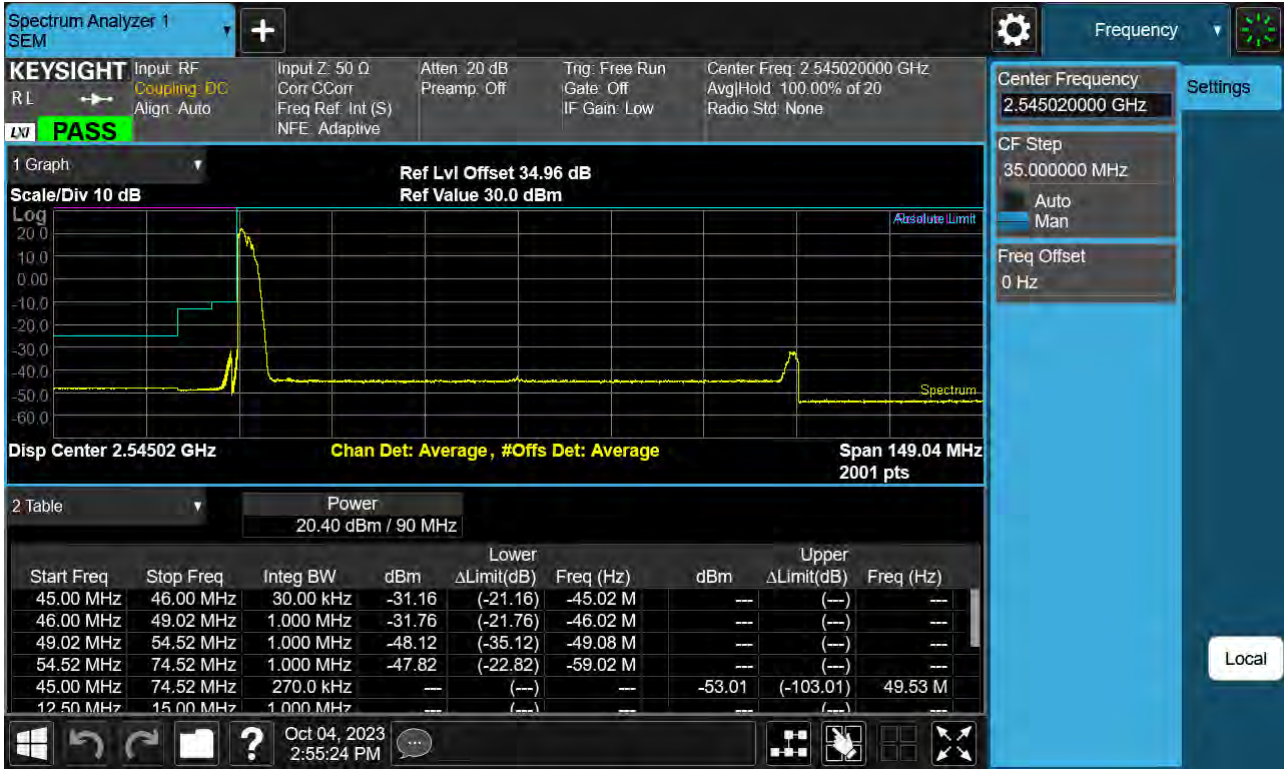 Spectrum Analyzer 1
SEM
Frequency
KEYSIGHT
R L
LXI
PASS
Input: RF
Coupling: DC
Align: Auto
Input Z: 50 Ω
Corr CCorr
Freq Ref: Int (S)
NFE: Adaptive
Atten: 20 dB
Preamp: Off
Trig: Free Run
Gate: Off
IF Gain: Low
Center Freq: 2.545020000 GHz
Avg|Hold: 100.00% of 20
Radio Std: None
Center Frequency
2.545020000 GHz
Settings
CF Step
35.000000 MHz
Auto
Man
Freq Offset
0 Hz
Local
1 Graph
Scale/Div 10 dB
Ref Lvl Offset 34.96 dB
Ref Value 30.0 dBm
Log
20.0
10.0
0.00
-10.0
-20.0
-30.0
-40.0
-50.0
-60.0
Absolute Limit
Spectrum
Disp Center 2.54502 GHz
Chan Det: Average , #Offs Det: Average
Span 149.04 MHz
2001 pts
2 Table
Power
20.40 dBm / 90 MHz
Lower Upper
Start Freq Stop Freq Integ BW dBm ΔLimit(dB) Freq (Hz) dBm ΔLimit(dB) Freq (Hz)
45.00 MHz 46.00 MHz 30.00 kHz -31.16 (-21.16) -45.02 M --- (---) ---
46.00 MHz 49.02 MHz 1.000 MHz -31.76 (-21.76) -46.02 M --- (---) ---
49.02 MHz 54.52 MHz 1.000 MHz -48.12 (-35.12) -49.08 M --- (---) ---
54.52 MHz 74.52 MHz 1.000 MHz -47.82 (-22.82) -59.02 M --- (---) ---
45.00 MHz 74.52 MHz 270.0 kHz --- (---) --- -53.01 (-103.01) 49.53 M
12.50 MHz 15.00 MHz 1.000 MHz --- (---) --- --- (---) ---
Oct 04, 2023
2:55:24 PM